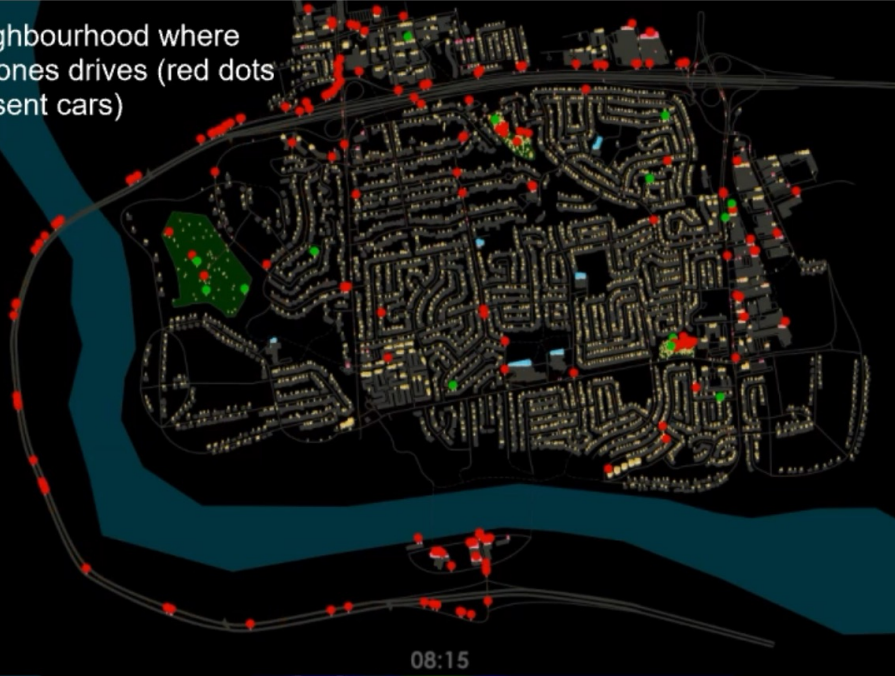 ghbourhood where
ones drives (red dots
sent cars)
08:15